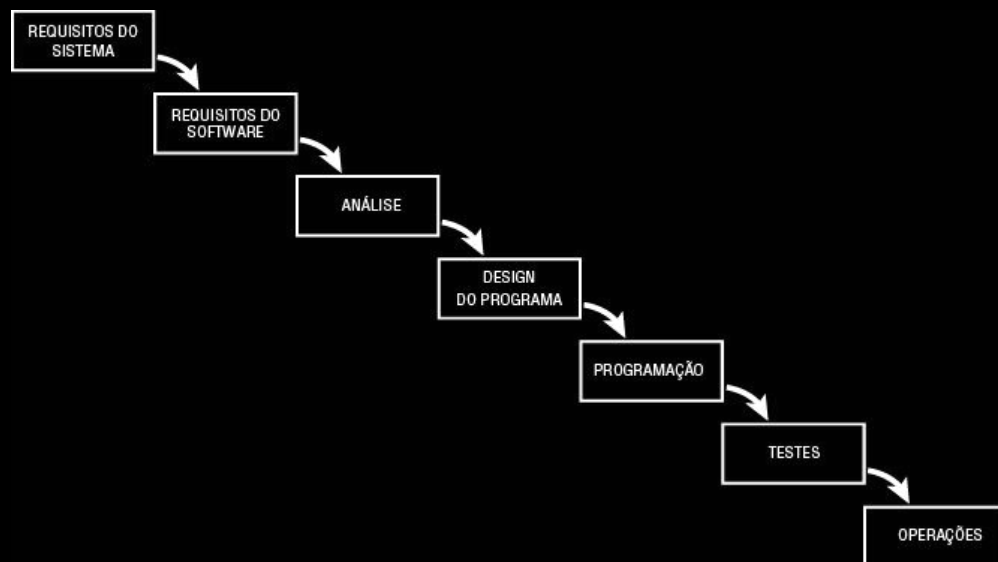 REQUISITOS DO
SISTEMA
REQUISITOS DO
SOFTWARE
ANÁLISE
DESIGN
DO PROGRAMA
PROGRAMAÇÃO
TESTES
OPERAÇÕES